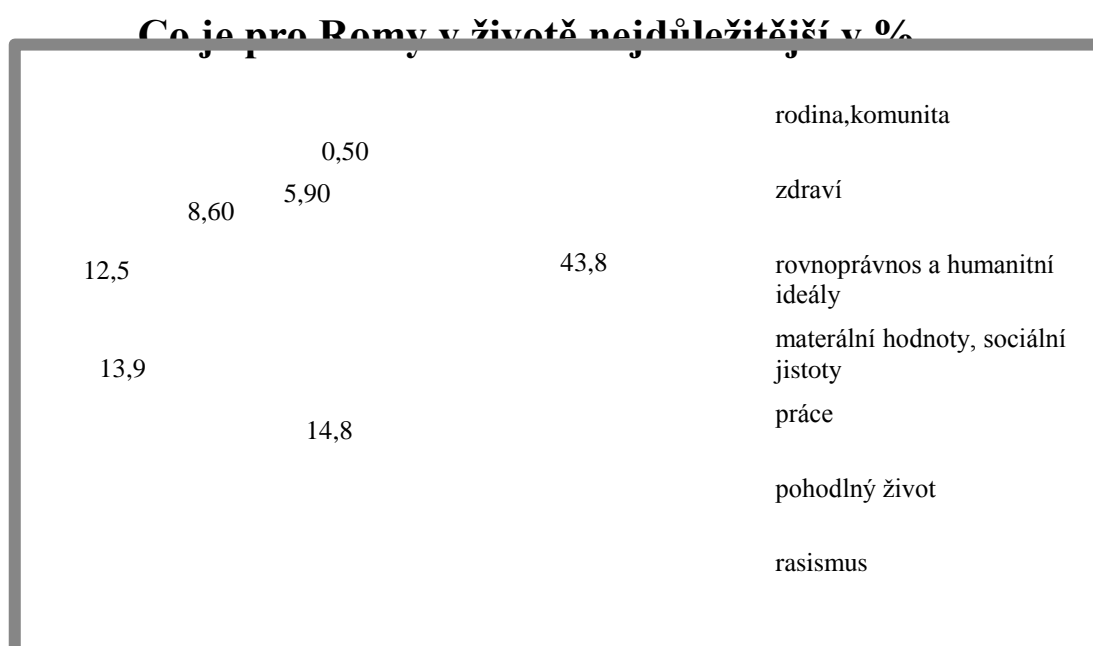 Co je pro Romy v životě nejdůležitější v %
rodina,komunita
0,50
5,90
zdraví
8,60
12,5
43,8
rovnoprávnos a humanitní
ideály
materální hodnoty, sociální
jistoty
13,9
práce
14,8
pohodlný život
rasismus